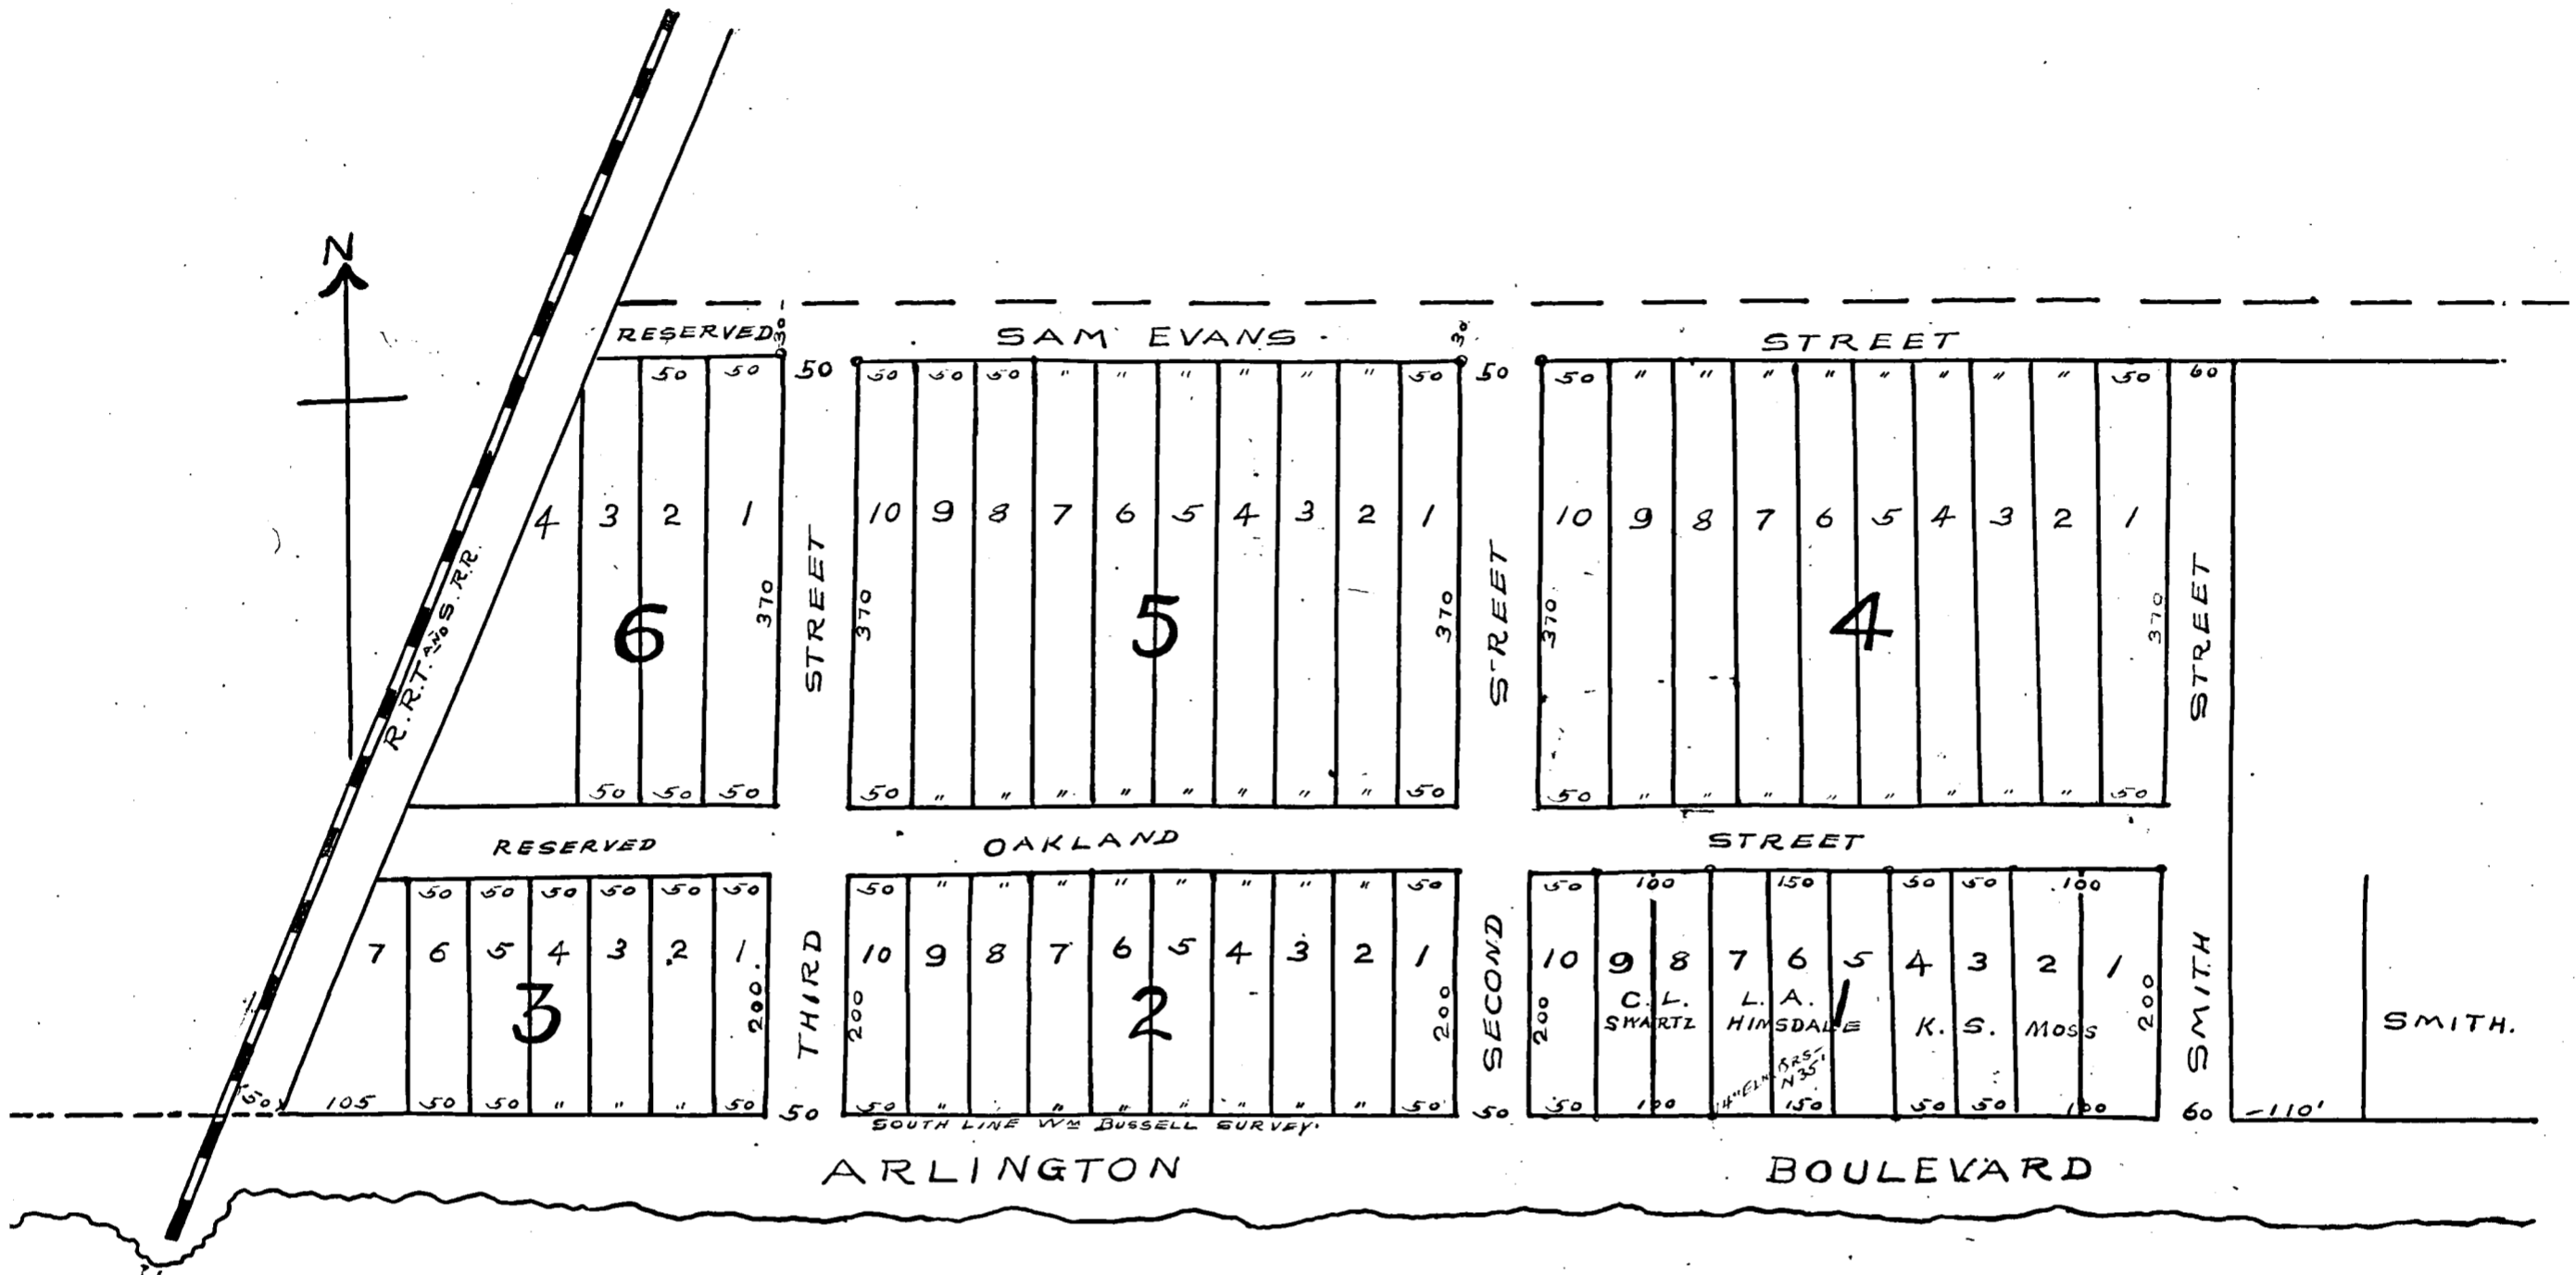 N
RESERVED 30 SAM EVANS 30 STREET
50 50 50 50 50 50 " " " " " " 50 50 50 " " " " " " " " 50 60
4 3 2 1 10 9 8 7 6 5 4 3 2 1 10 9 8 7 6 5 4 3 2 1
R.R.T. AND S. R.R.
6 370 STREET 370 5 370 STREET 370 4 370 STREET
50 50 50 50 " " " " " " " " 50 50 " " " " " " " " 50
RESERVED OAKLAND STREET
50 50 50 50 50 50 50 " " " " " " " " 50 50 100 150 50 50 100
7 6 5 4 3 2 1 10 9 8 7 6 5 4 3 2 1 10 9 8 7 6 5 4 3 2 1
3 200. THIRD 200 2 200 SECOND 200 1 200 SMITH
C. L. L. A.
SWARTZ HINSDALE K. S. MOSS SMITH.
N 35
50 105 50 50 " " " 50 50 50 " " " " " " " 50 50 50 100 150 50 50 100 60 110'
SOUTH LINE WM BUSSELL SURVEY.
ARLINGTON BOULEVARD